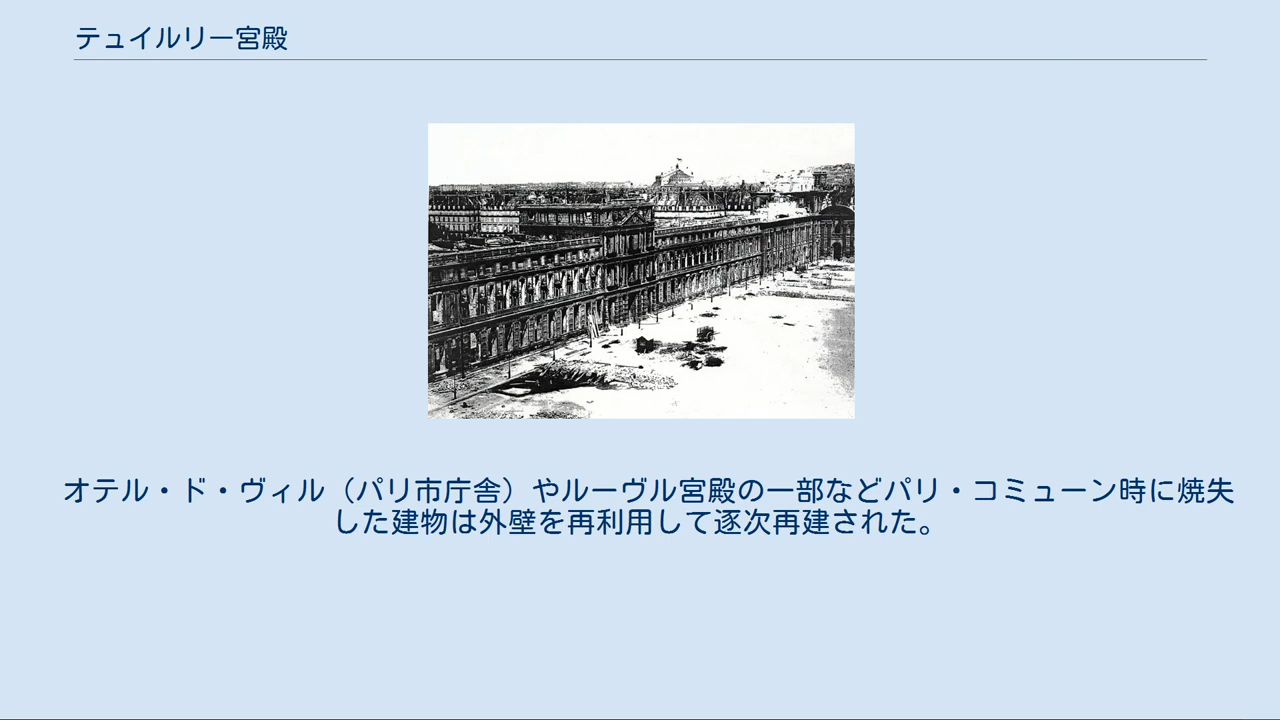 テュイルリー宮殿
オテル・ド・ヴィル（パリ市庁舎）やルーヴル宮殿の一部などパリ・コミューン時に焼失
した建物は外壁を再利用して逐次再建された。